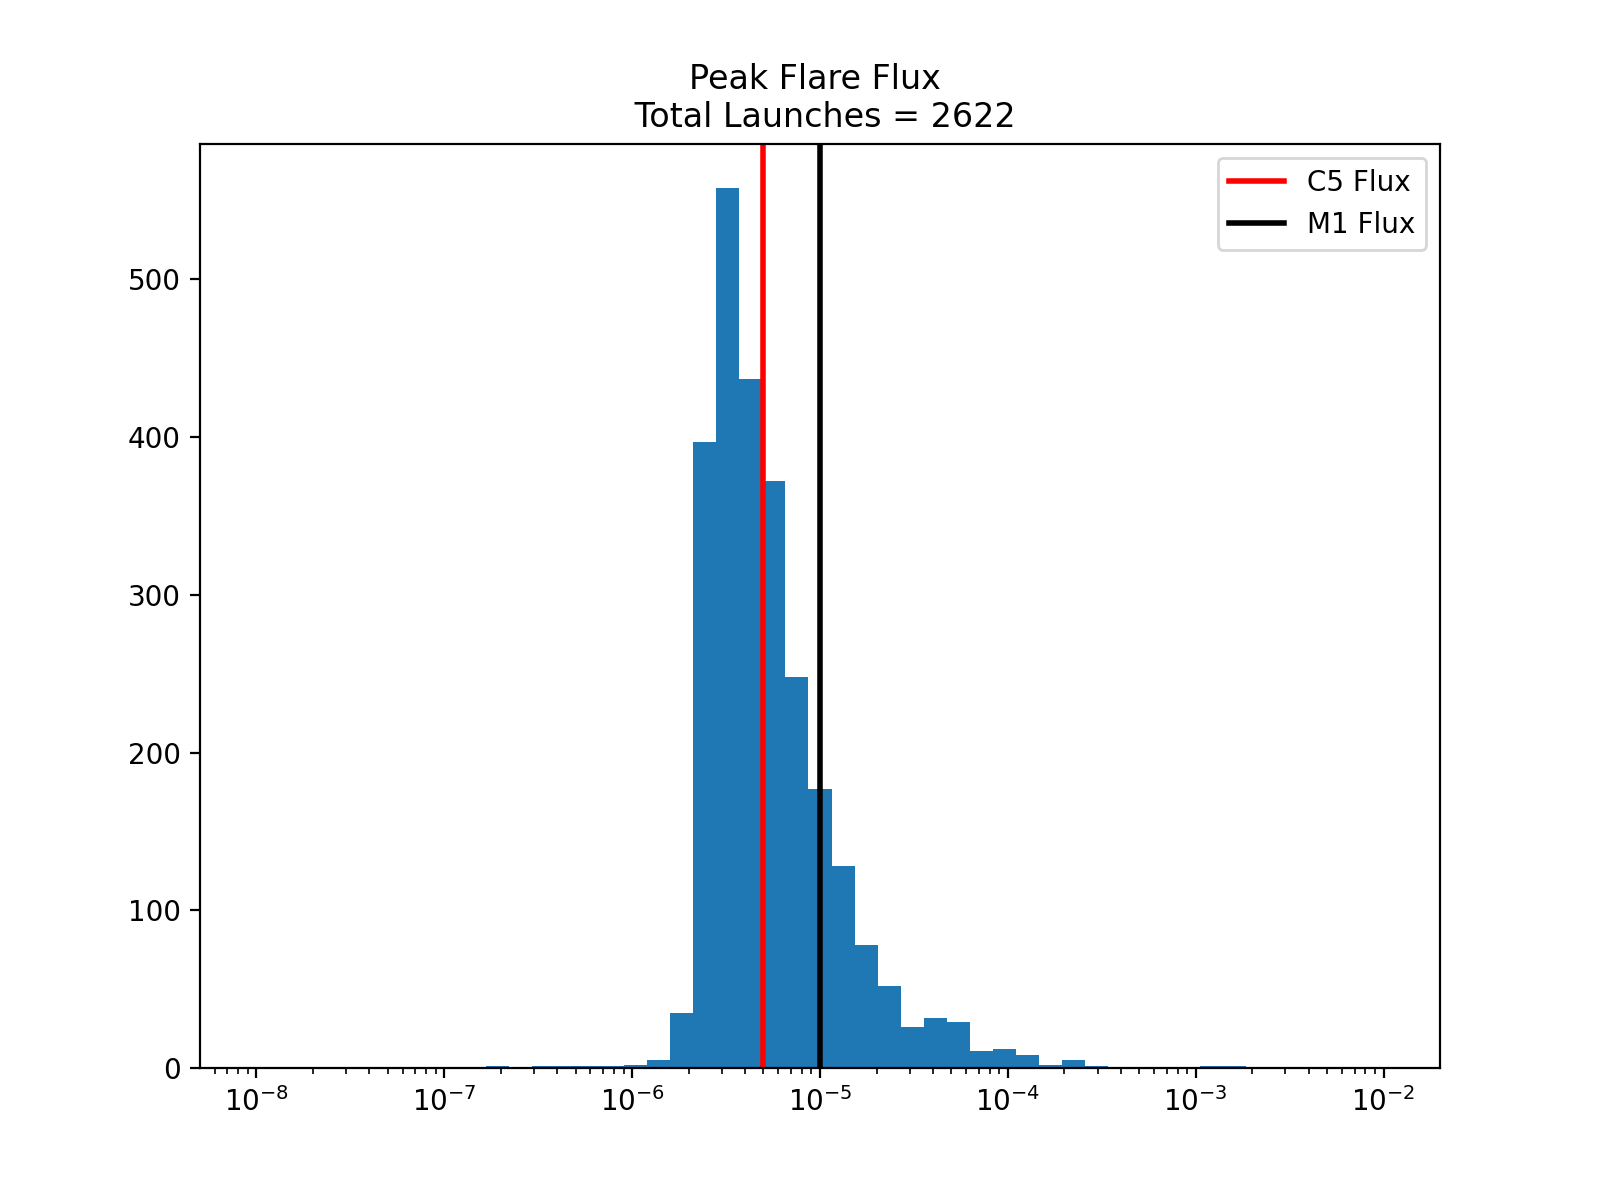 Peak Flare Flux
Total Launches = 2622
C5 Flux
M1 Flux
500
400
300
200
100
0
10⁻⁸ 10⁻⁷ 10⁻⁶ 10⁻⁵ 10⁻⁴ 10⁻³ 10⁻²